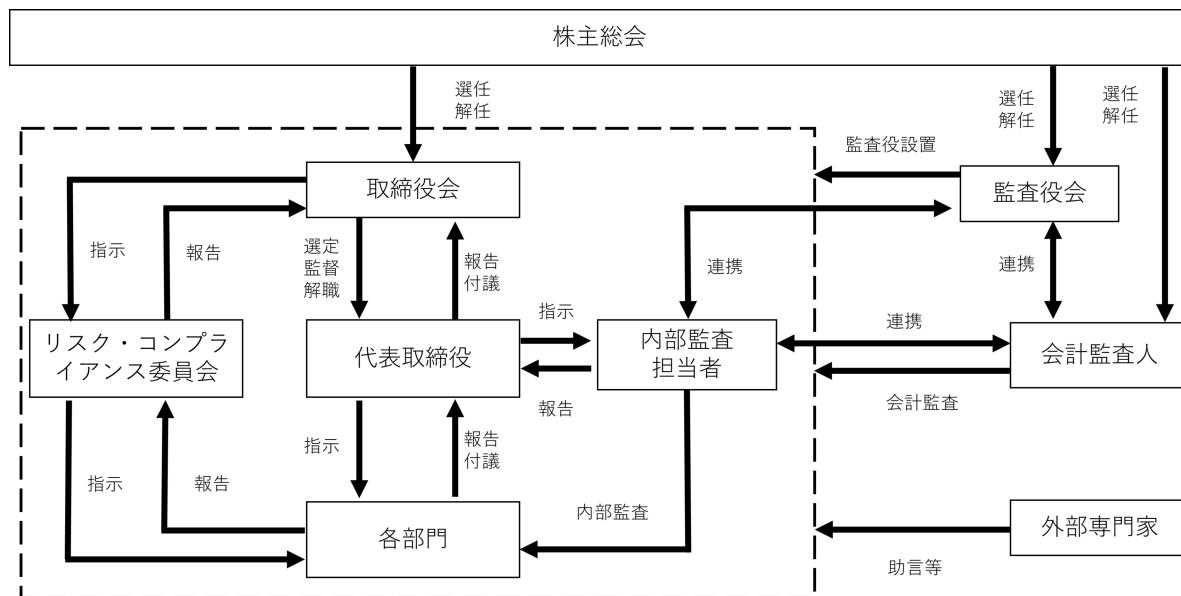 株主総会
選任
解任
選任
解任
選任
解任
監査役設置
取締役会
監査役会
指示
報告
選定
監督
解職
報告
付議
連携
連携
リスク・コンプラ
イアンス委員会
代表取締役
指示
報告
内部監査
担当者
連携
会計監査人
会計監査
指示
報告
指示
報告
付議
内部監査
各部門
外部専門家
助言等